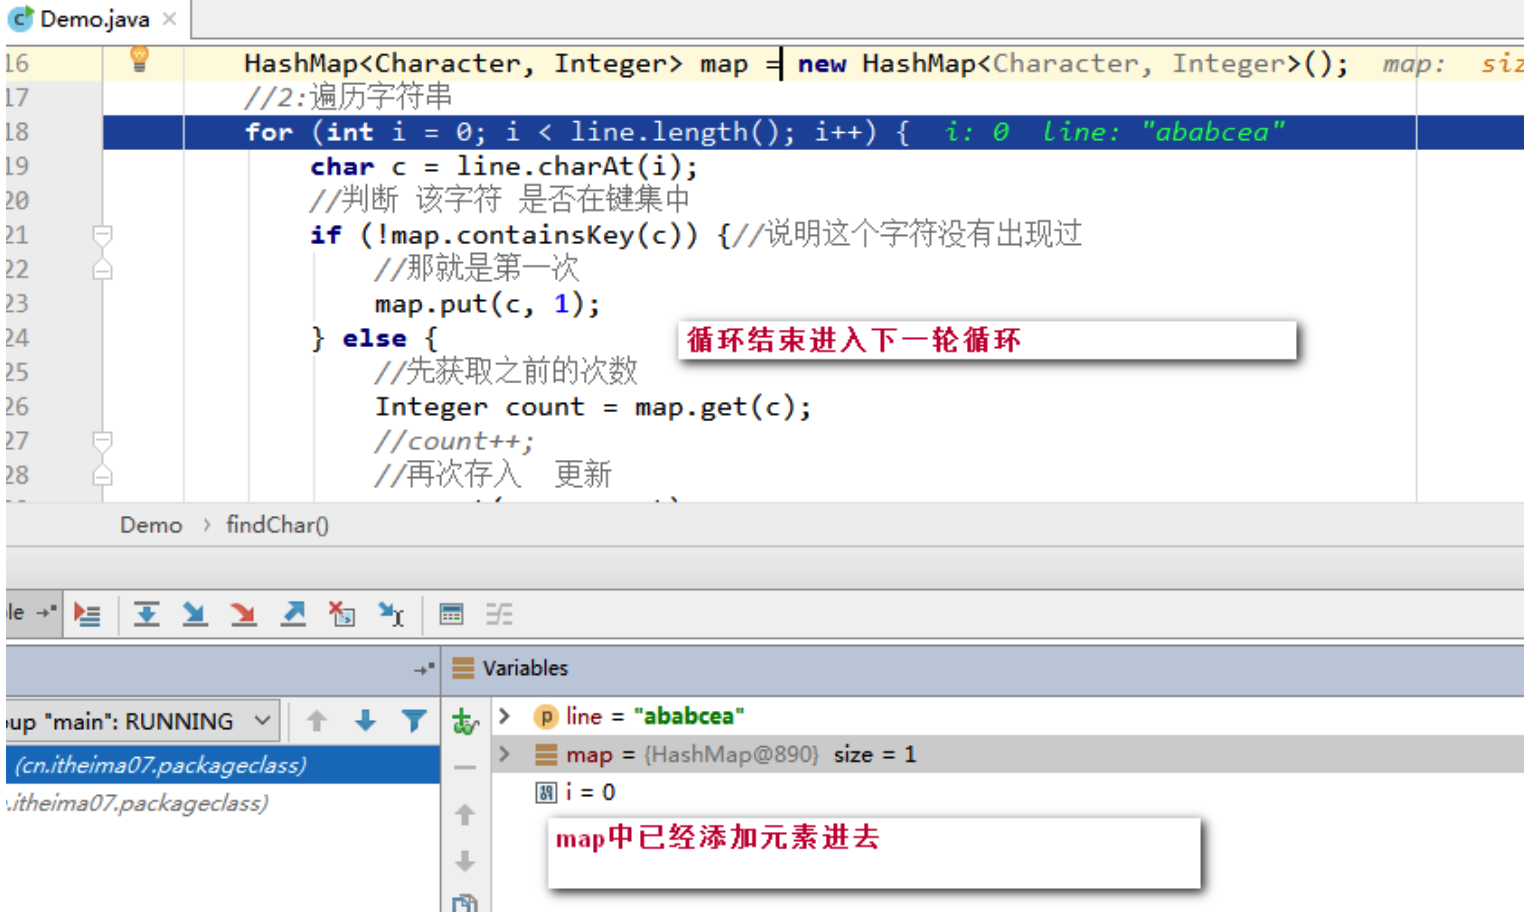 Demo.java
16 HashMap<Character, Integer> map = new HashMap<Character, Integer>(); map: siz
17 //2:遍历字符串
18 for (int i = 0; i < line.length(); i++) { i: 0 line: "ababcea"
19 char c = line.charAt(i);
20 //判断 该字符 是否在键集中
21 if (!map.containsKey(c)) {//说明这个字符没有出现过
22 //那就是第一次
23 map.put(c, 1);
24 } else {
循环结束进入下一轮循环
25 //先获取之前的次数
26 Integer count = map.get(c);
27 //count++;
28 //再次存入 更新
Demo › findChar()
le
Variables
oup "main": RUNNING
line = "ababcea"
(cn.itheima07.packageclass)
map = {HashMap@890} size = 1
.itheima07.packageclass)
i = 0
map中已经添加元素进去